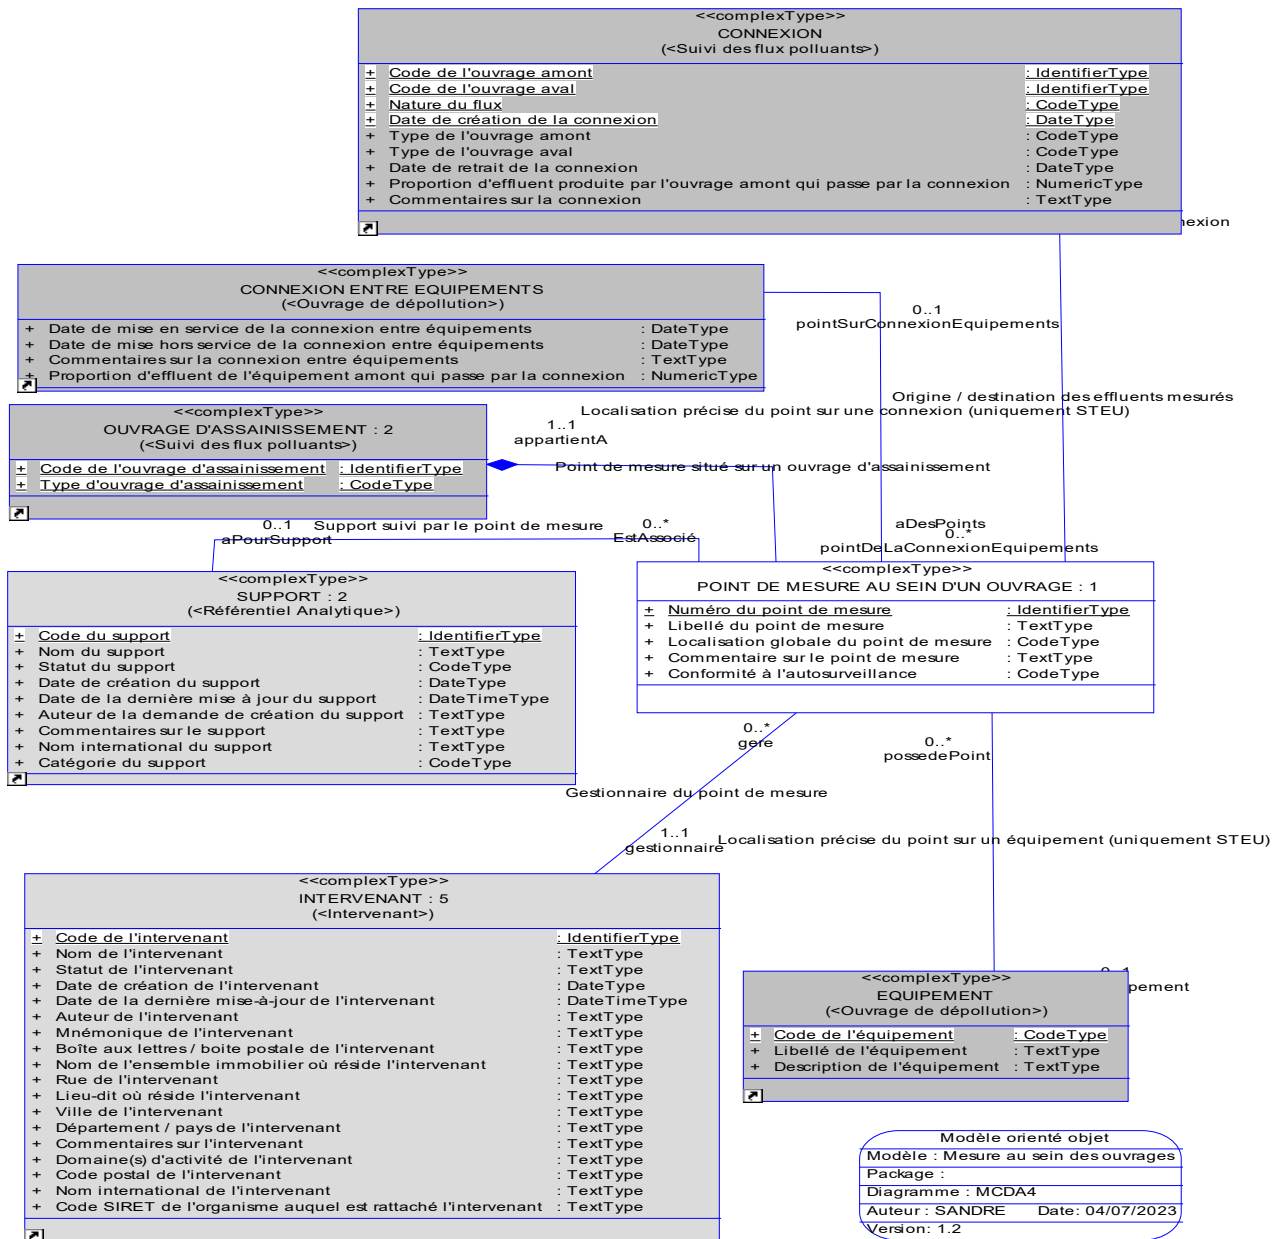 <<complexType>>
CONNEXION
(<Suivi des flux polluants>)
+ Code de l'ouvrage amont : IdentifierType
+ Code de l'ouvrage aval : IdentifierType
+ Nature du flux : CodeType
+ Date de création de la connexion : DateType
+ Type de l'ouvrage amont : CodeType
+ Type de l'ouvrage aval : CodeType
+ Date de retrait de la connexion : DateType
+ Proportion d'effluent produite par l'ouvrage amont qui passe par la connexion : NumericType
+ Commentaires sur la connexion : TextType
nexion
<<complexType>>
CONNEXION ENTRE EQUIPEMENTS
(<Ouvrage de dépollution>)
+ Date de mise en service de la connexion entre équipements : DateType
+ Date de mise hors service de la connexion entre équipements : DateType
+ Commentaires sur la connexion entre équipements : TextType
+ Proportion d'effluent de l'équipement amont qui passe par la connexion : NumericType
0..1
pointSurConnexionEquipements
Origine / destination des effluents mesurés
Localisation précise du point sur une connexion (uniquement STEU)
<<complexType>>
OUVRAGE D'ASSAINISSEMENT : 2
(<Suivi des flux polluants>)
+ Code de l'ouvrage d'assainissement : IdentifierType
+ Type d'ouvrage d'assainissement : CodeType
1..1
appartientA
Point de mesure situé sur un ouvrage d'assainissement
0..1 Support suivi par le point de mesure 0..*
aPourSupport EstAssocié
aDesPoints
0..*
pointDeLaConnexionEquipements
<<complexType>>
SUPPORT : 2
(<Référentiel Analytique>)
+ Code du support : IdentifierType
+ Nom du support : TextType
+ Statut du support : CodeType
+ Date de création du support : DateType
+ Date de la dernière mise à jour du support : DateTimeType
+ Auteur de la demande de création du support : TextType
+ Commentaires sur le support : TextType
+ Nom international du support : TextType
+ Catégorie du support : CodeType
<<complexType>>
POINT DE MESURE AU SEIN D'UN OUVRAGE : 1
+ Numéro du point de mesure : IdentifierType
+ Libellé du point de mesure : TextType
+ Localisation globale du point de mesure : CodeType
+ Commentaire sur le point de mesure : TextType
+ Conformité à l'autosurveillance : CodeType
0..*
gere
0..*
possedePoint
Gestionnaire du point de mesure
1..1
gestionnaire
Localisation précise du point sur un équipement (uniquement STEU)
<<complexType>>
INTERVENANT : 5
(<Intervenant>)
+ Code de l'intervenant : IdentifierType
+ Nom de l'intervenant : TextType
+ Statut de l'intervenant : TextType
+ Date de création de l'intervenant : DateType
+ Date de la dernière mise-à-jour de l'intervenant : DateTimeType
+ Auteur de l'intervenant : TextType
+ Mnémonique de l'intervenant : TextType
+ Boîte aux lettres / boite postale de l'intervenant : TextType
+ Nom de l'ensemble immobilier où réside l'intervenant : TextType
+ Rue de l'intervenant : TextType
+ Lieu-dit où réside l'intervenant : TextType
+ Ville de l'intervenant : TextType
+ Département / pays de l'intervenant : TextType
+ Commentaires sur l'intervenant : TextType
+ Domaine(s) d'activité de l'intervenant : TextType
+ Code postal de l'intervenant : TextType
+ Nom international de l'intervenant : TextType
+ Code SIRET de l'organisme auquel est rattaché l'intervenant : TextType
pement
<<complexType>>
EQUIPEMENT
(<Ouvrage de dépollution>)
+ Code de l'équipement : CodeType
+ Libellé de l'équipement : TextType
+ Description de l'équipement : TextType
Modèle orienté objet
Modèle : Mesure au sein des ouvrages
Package :
Diagramme : MCDA4
Auteur : SANDRE Date: 04/07/2023
Version: 1.2